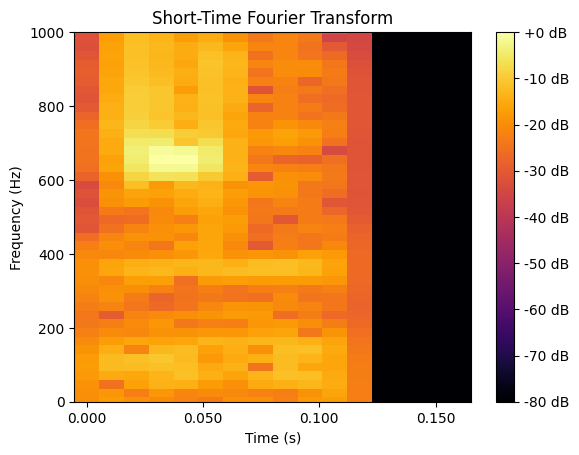 Short-Time Fourier Transform
1000
800
600
400
200
0
Frequency (Hz)
0.000
0.050
0.100
0.150
Time (s)
+0 dB
-10 dB
-20 dB
-30 dB
-40 dB
-50 dB
-60 dB
-70 dB
-80 dB